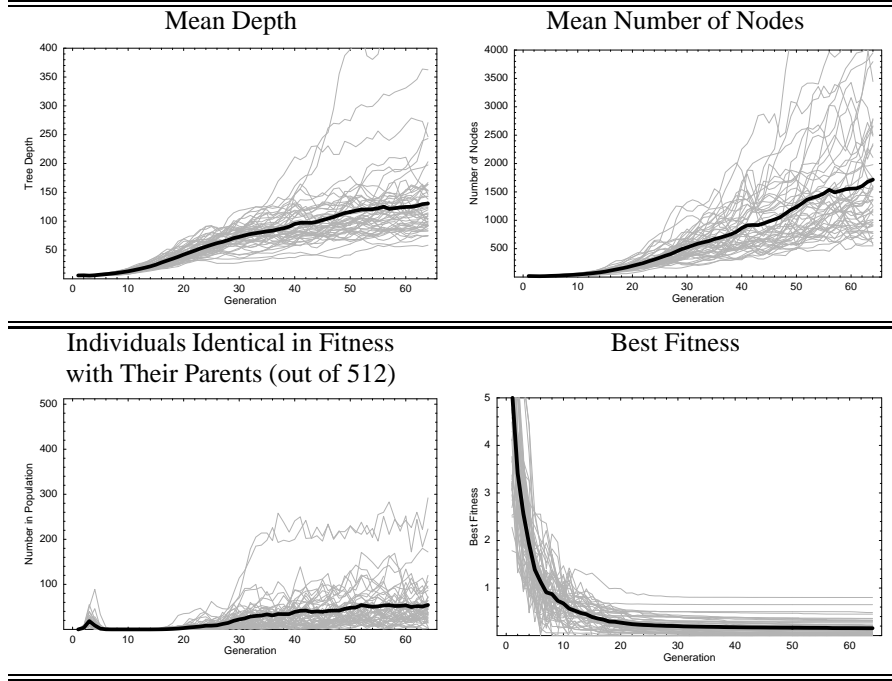 Mean Depth
400
350
300
250
200
150
100
50
Tree Depth
0 10 20 30 40 50 60
Generation
Mean Number of Nodes
4000
3500
3000
2500
2000
1500
1000
500
Number of Nodes
0 10 20 30 40 50 60
Generation
Individuals Identical in Fitness
with Their Parents (out of 512)
500
400
300
200
100
Number in Population
0 10 20 30 40 50 60
Generation
Best Fitness
5
4
3
2
1
Best Fitness
0 10 20 30 40 50 60
Generation